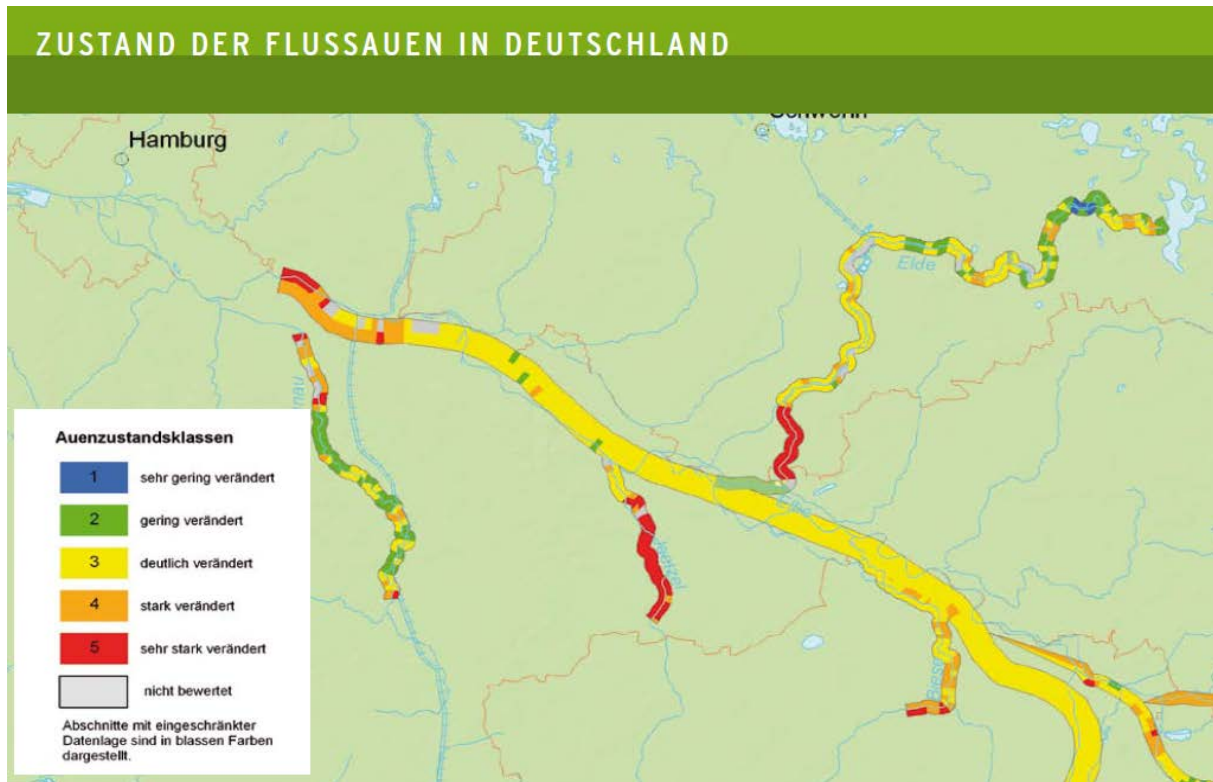 ZUSTAND DER FLUSSAUEN IN DEUTSCHLAND
Hamburg
Elde
Auenzustandsklassen
1 sehr gering verändert
2 gering verändert
3 deutlich verändert
4 stark verändert
5 sehr stark verändert
nicht bewertet
Abschnitte mit eingeschränkter
Datenlage sind in blassen Farben
dargestellt.